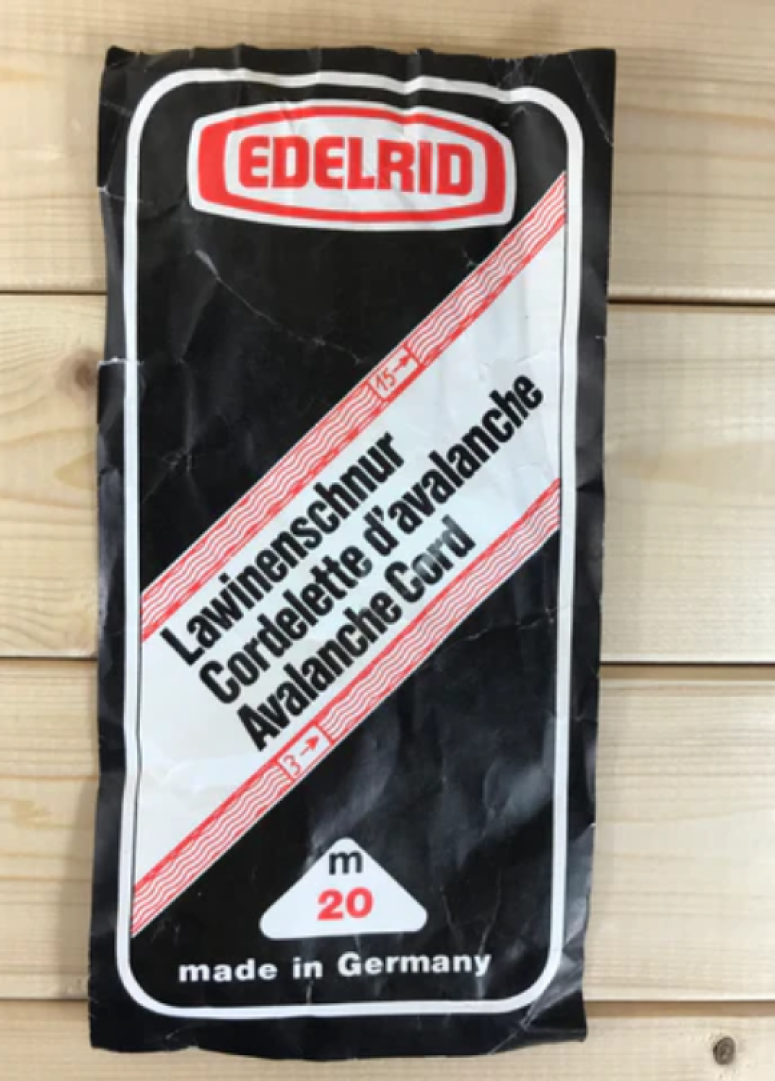 EDELRID
15→
Lawinenschnur
Cordelette d'avalanche
Avalanche Cord
3→
m
20
made in Germany